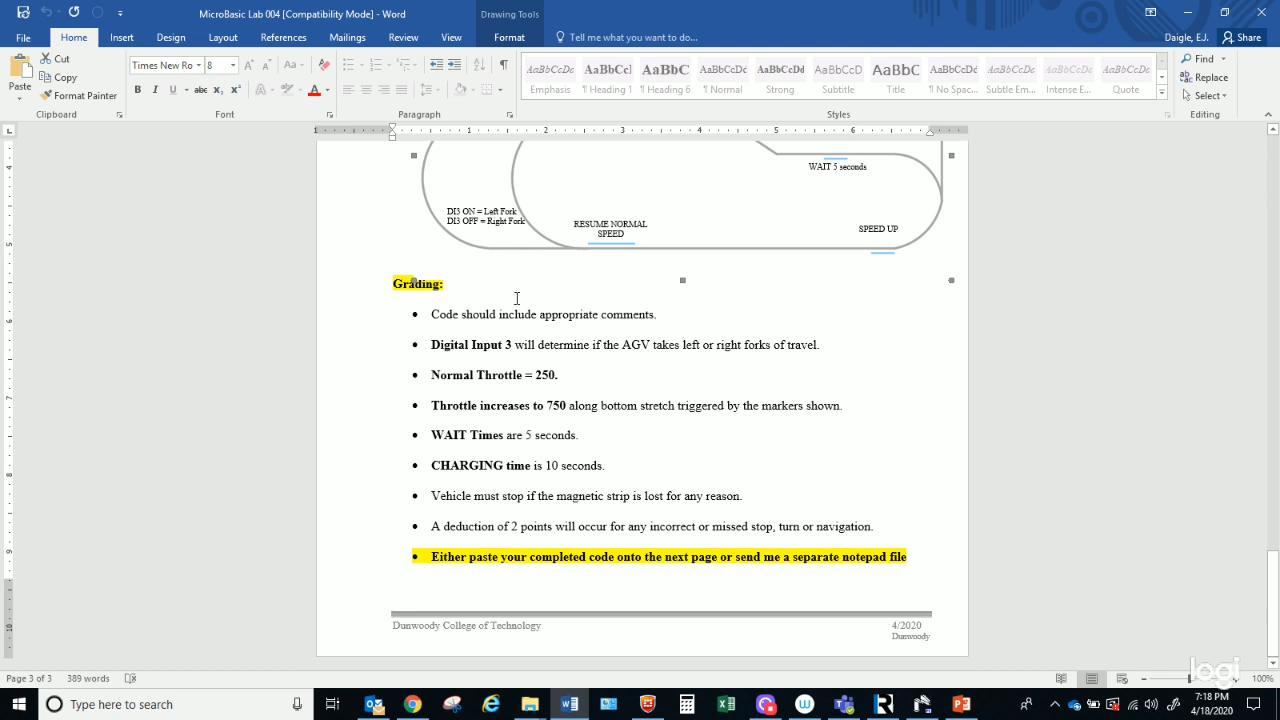 MicroBasic Lab 004 [Compatibility Mode] - Word
Drawing Tools
Daigle, EJ.
Share
File
Home
Insert
Design
Layout
References
Mailings
Review
View
Format
Tell me what you want to do...
Paste
Cut
Copy
Format Painter
Clipboard
Times New Ro
8
Font
Paragraph
AaBbCcDc
Emphasis
AaBbCcI
¶ Heading 1
AaBbC
¶ Heading 6
AaBbCcDc
¶ Normal
AaBbCcDd
Strong
AaBbCcD
Subtitle
AaBbC
Title
AaBbCcDd
¶ No Spac...
AaBbCcDc
Subtle Em...
AaBbCcDc
Intense E...
AaBbCcDc
Quote
Styles
Find
Replace
Select
Editing
WAIT 5 seconds
DI3 ON = Left Fork
DI3 OFF = Right Fork
RESUME NORMAL
SPEED
SPEED UP
Grading:
• Code should include appropriate comments.
• Digital Input 3 will determine if the AGV takes left or right forks of travel.
• Normal Throttle = 250.
• Throttle increases to 750 along bottom stretch triggered by the markers shown.
• WAIT Times are 5 seconds.
• CHARGING time is 10 seconds.
• Vehicle must stop if the magnetic strip is lost for any reason.
• A deduction of 2 points will occur for any incorrect or missed stop, turn or navigation.
• Either paste your completed code onto the next page or send me a separate notepad file
Dunwoody College of Technology
4/2020
Dunwoody
Page 3 of 3
389 words
100%
logi
Type here to search
7:18 PM
4/18/2020